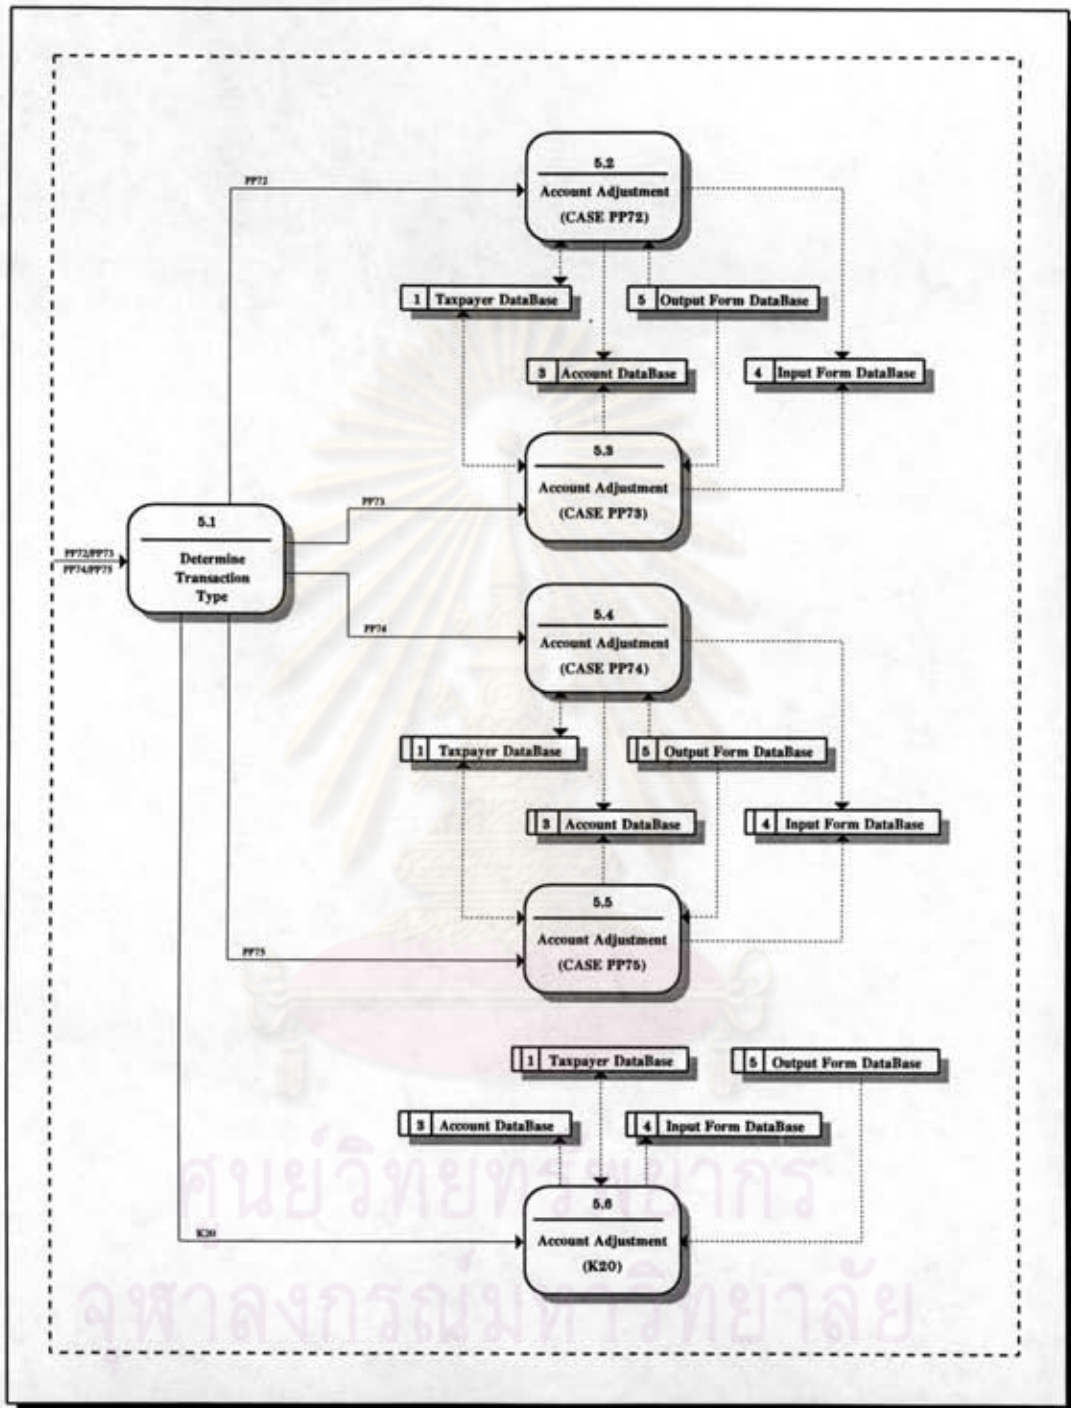 5.2
Account Adjustment
(CASE PP72)
PP72
1 Taxpayer DataBase
5 Output Form DataBase
3 Account DataBase
4 Input Form DataBase
5.3
Account Adjustment
(CASE PP73)
PP73
5.1
Determine
Transaction
Type
PP72/PP73
PP74/PP75
PP74
5.4
Account Adjustment
(CASE PP74)
1 Taxpayer DataBase
5 Output Form DataBase
3 Account DataBase
4 Input Form DataBase
5.5
Account Adjustment
(CASE PP75)
PP75
1 Taxpayer DataBase
5 Output Form DataBase
3 Account DataBase
4 Input Form DataBase
ศูนย์วิทยทรัพยากร
5.6
Account Adjustment
(K20)
K20
จุฬาลงกรณ์มหาวิทยาลัย